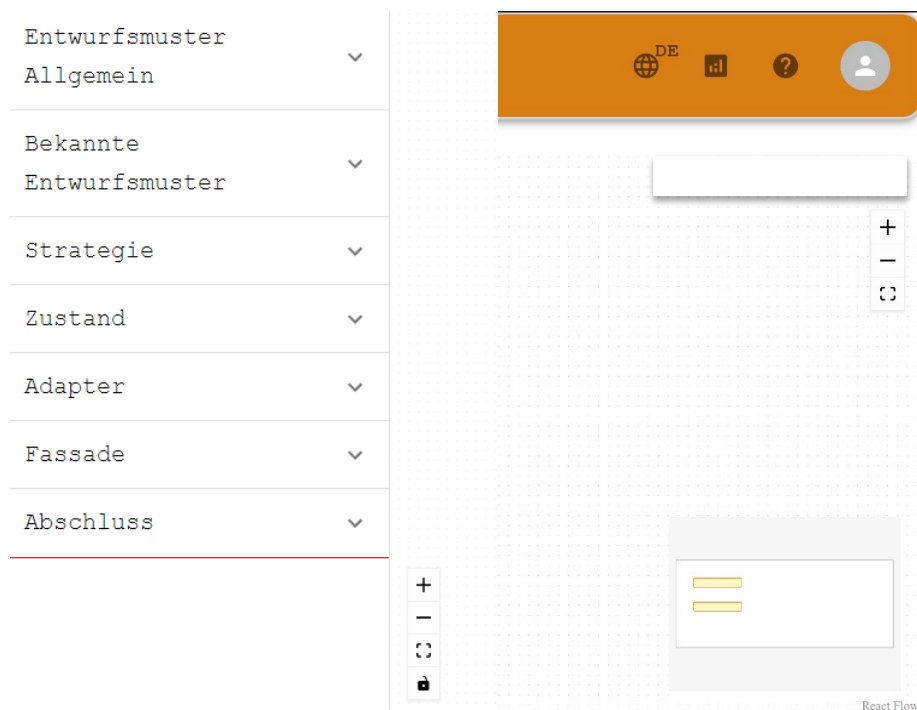 Entwurfsmuster
Allgemein
Bekannte
Entwurfsmuster
Strategie
Zustand
Adapter
Fassade
Abschluss
DE
React Flow